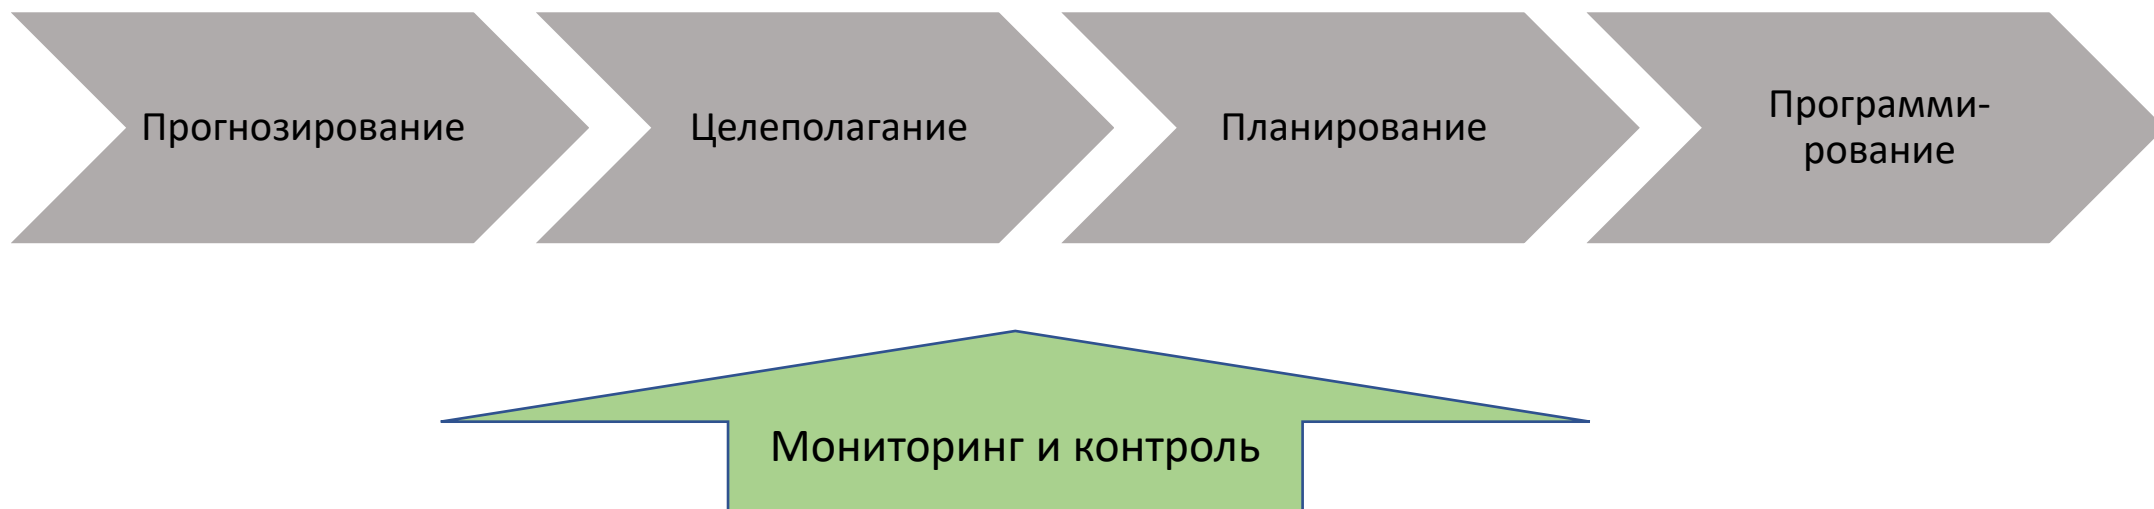 Прогнозирование
Целеполагание
Планирование
Программи-
рование
Мониторинг и контроль